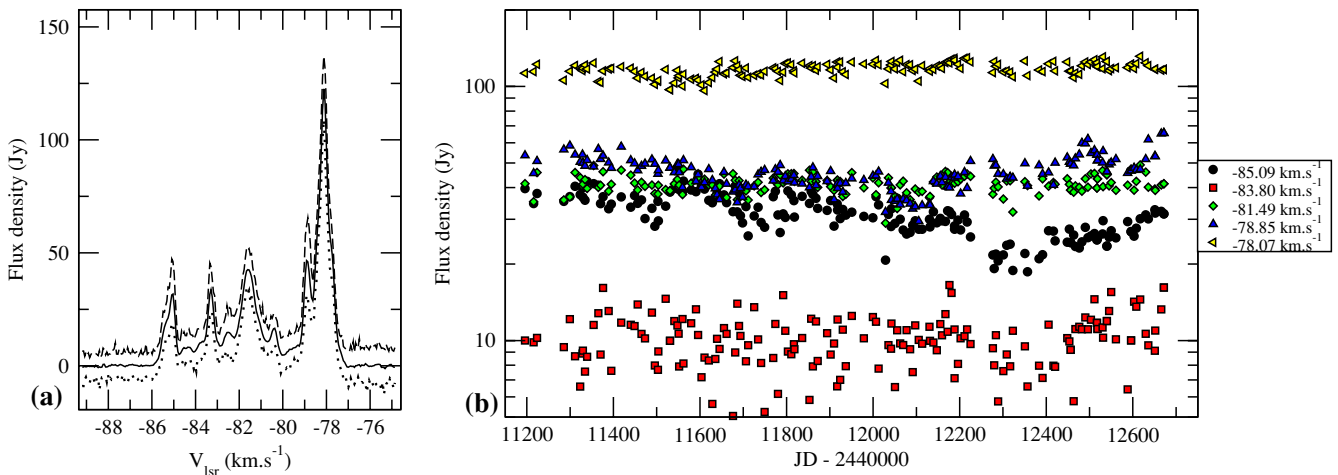 150
100
50
0
Flux density (Jy)
(a)
-88 -86 -84 -82 -80 -78 -76
V_lsr (km.s⁻¹)
100
10
Flux density (Jy)
(b)
11200 11400 11600 11800 12000 12200 12400 12600
JD - 2440000
-85.09 km.s⁻¹
-83.80 km.s⁻¹
-81.49 km.s⁻¹
-78.85 km.s⁻¹
-78.07 km.s⁻¹